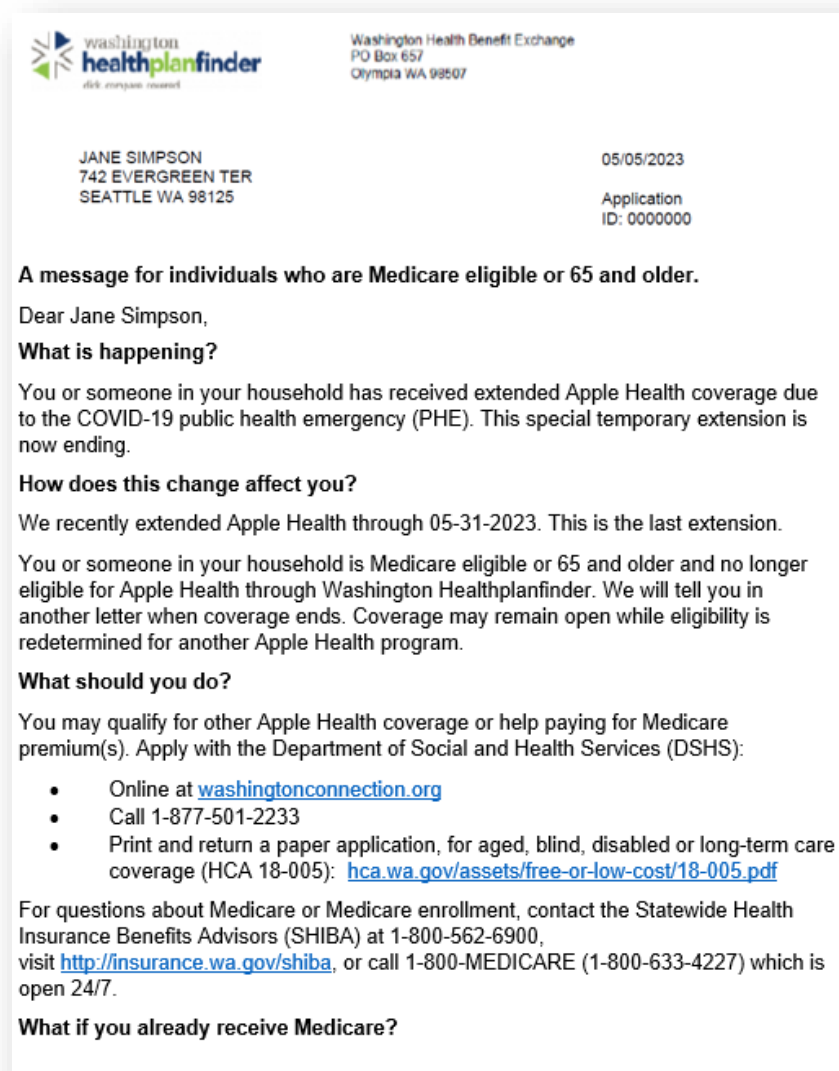 washington
healthplanfinder
click. compare. covered.
Washington Health Benefit Exchange
PO Box 657
Olympia WA 98507
JANE SIMPSON
742 EVERGREEN TER
SEATTLE WA 98125
05/05/2023
Application
ID: 0000000
A message for individuals who are Medicare eligible or 65 and older.
Dear Jane Simpson,
What is happening?
You or someone in your household has received extended Apple Health coverage due
to the COVID-19 public health emergency (PHE). This special temporary extension is
now ending.
How does this change affect you?
We recently extended Apple Health through 05-31-2023. This is the last extension.
You or someone in your household is Medicare eligible or 65 and older and no longer
eligible for Apple Health through Washington Healthplanfinder. We will tell you in
another letter when coverage ends. Coverage may remain open while eligibility is
redetermined for another Apple Health program.
What should you do?
You may qualify for other Apple Health coverage or help paying for Medicare
premium(s). Apply with the Department of Social and Health Services (DSHS):
• Online at washingtonconnection.org
• Call 1-877-501-2233
• Print and return a paper application, for aged, blind, disabled or long-term care
coverage (HCA 18-005): hca.wa.gov/assets/free-or-low-cost/18-005.pdf
For questions about Medicare or Medicare enrollment, contact the Statewide Health
Insurance Benefits Advisors (SHIBA) at 1-800-562-6900,
visit http://insurance.wa.gov/shiba, or call 1-800-MEDICARE (1-800-633-4227) which is
open 24/7.
What if you already receive Medicare?